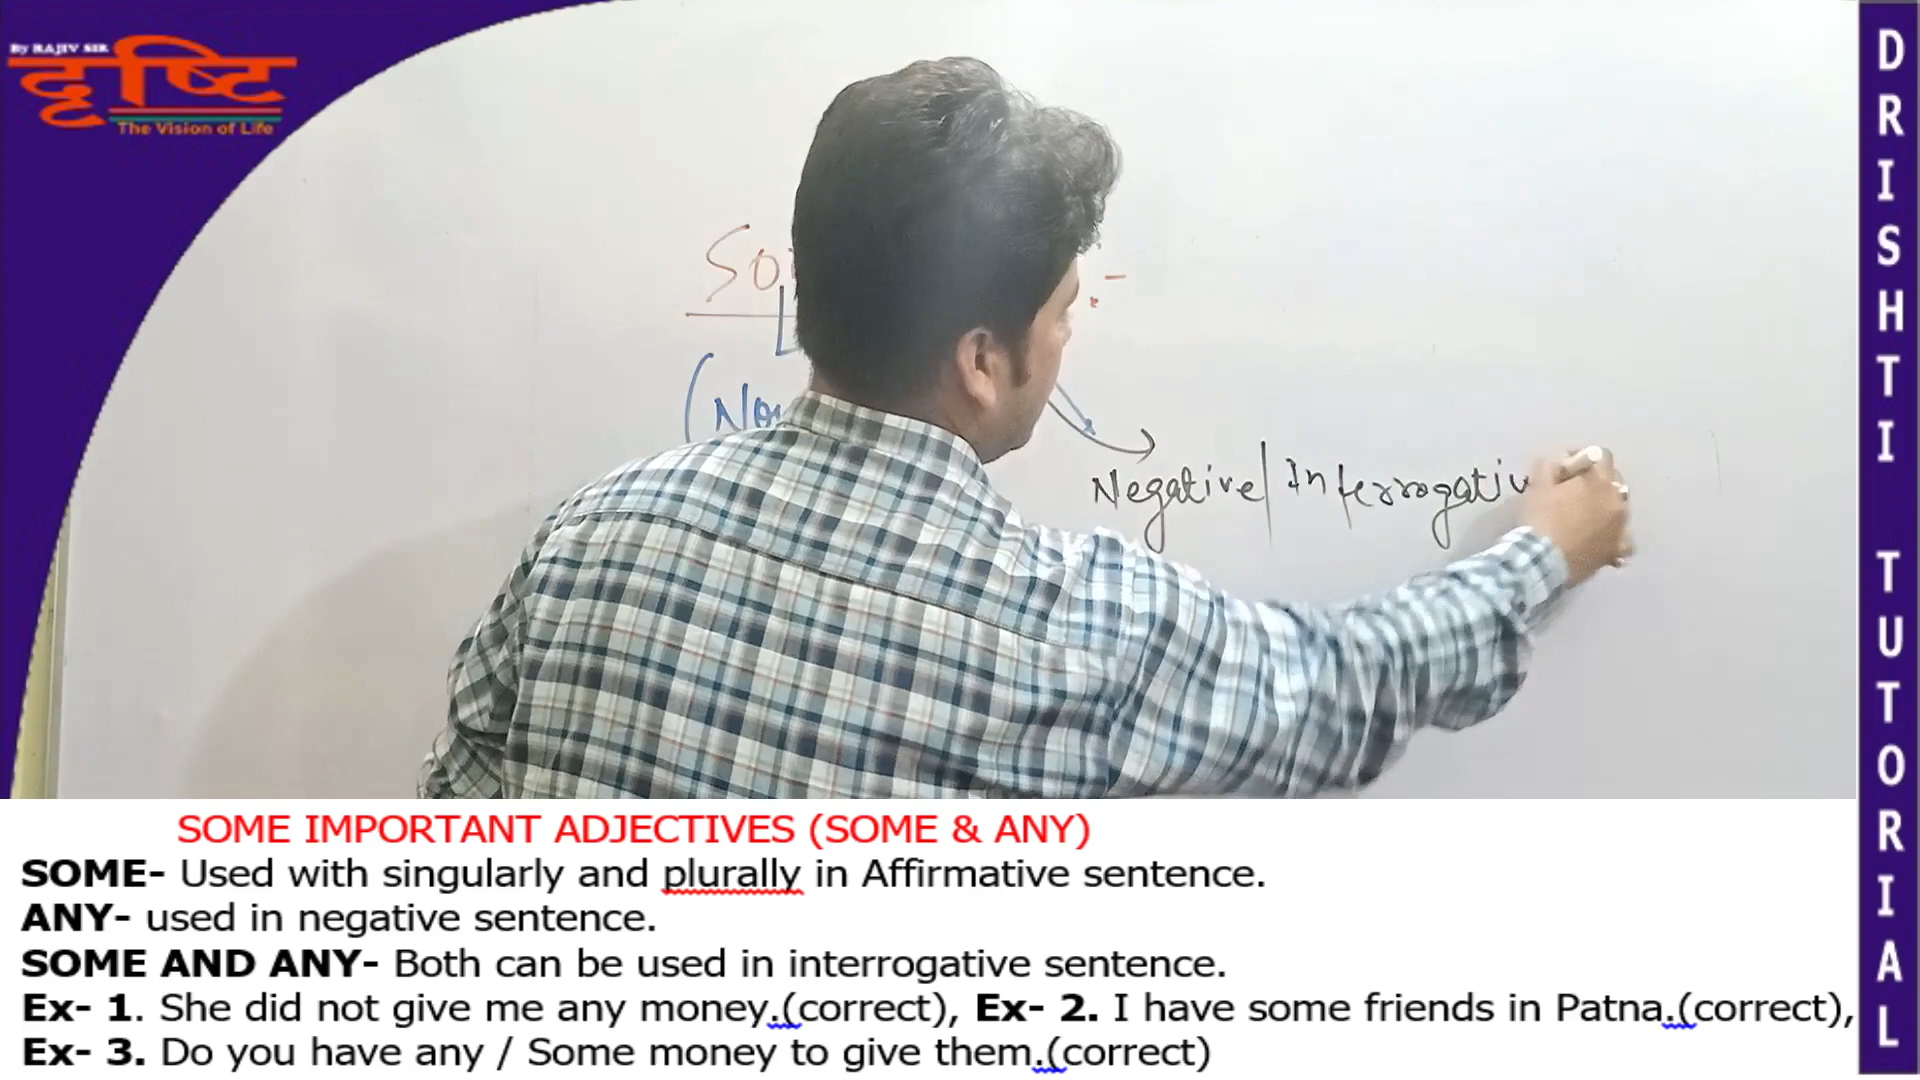 By RAJIV SIR
दृष्टि
The Vision of Life
:-
Negative/Interrogativ
SOME IMPORTANT ADJECTIVES (SOME & ANY)
SOME- Used with singularly and plurally in Affirmative sentence.
ANY- used in negative sentence.
SOME AND ANY- Both can be used in interrogative sentence.
Ex- 1. She did not give me any money.(correct), Ex- 2. I have some friends in Patna.(correct),
Ex- 3. Do you have any / Some money to give them.(correct)
DRISHTI TUTORIAL